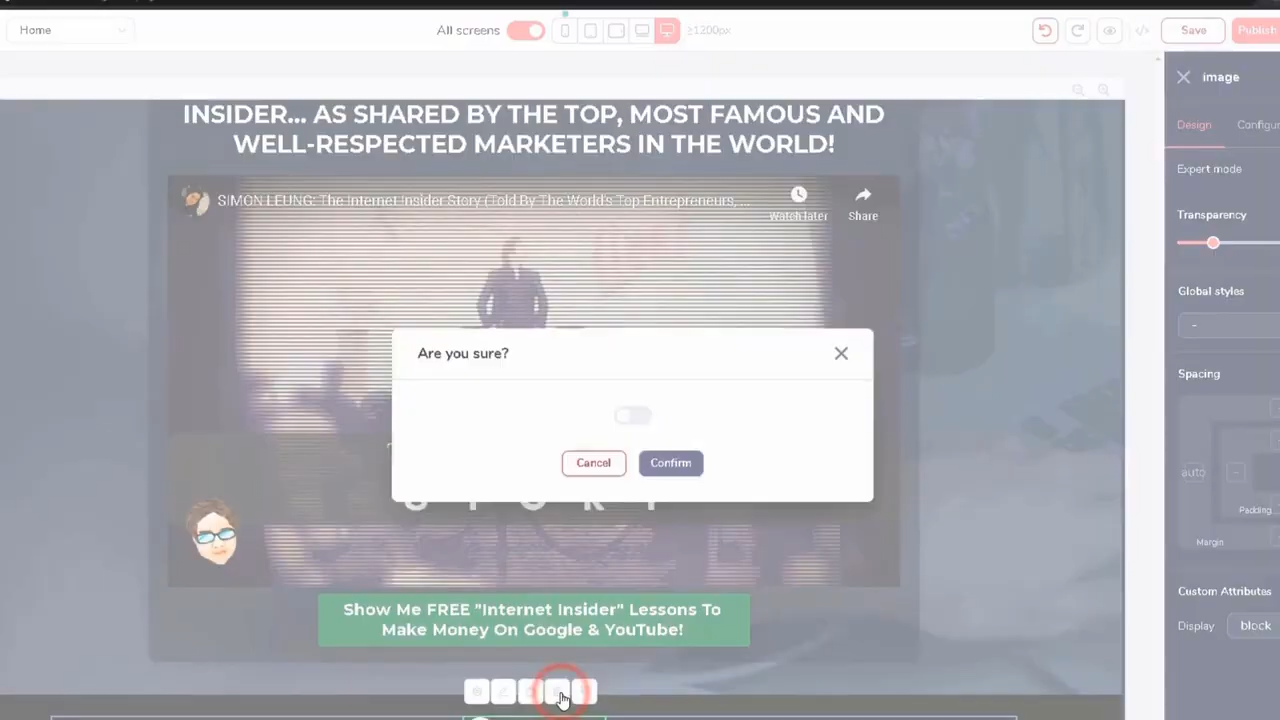 Home
All screens
≥1200px
Save
Publish
image
INSIDER... AS SHARED BY THE TOP, MOST FAMOUS AND
WELL-RESPECTED MARKETERS IN THE WORLD!
Design
Expert mode
SIMON LEUNG: The Internet Insider Story (Told By The World's Top Entrepreneurs, ...
Watch later
Share
Transparency
Global styles
-
Are you sure?
Spacing
Cancel
Confirm
auto
-
Padding
Margin
Show Me FREE "Internet Insider" Lessons To
Make Money On Google & YouTube!
Custom Attributes
Display
block